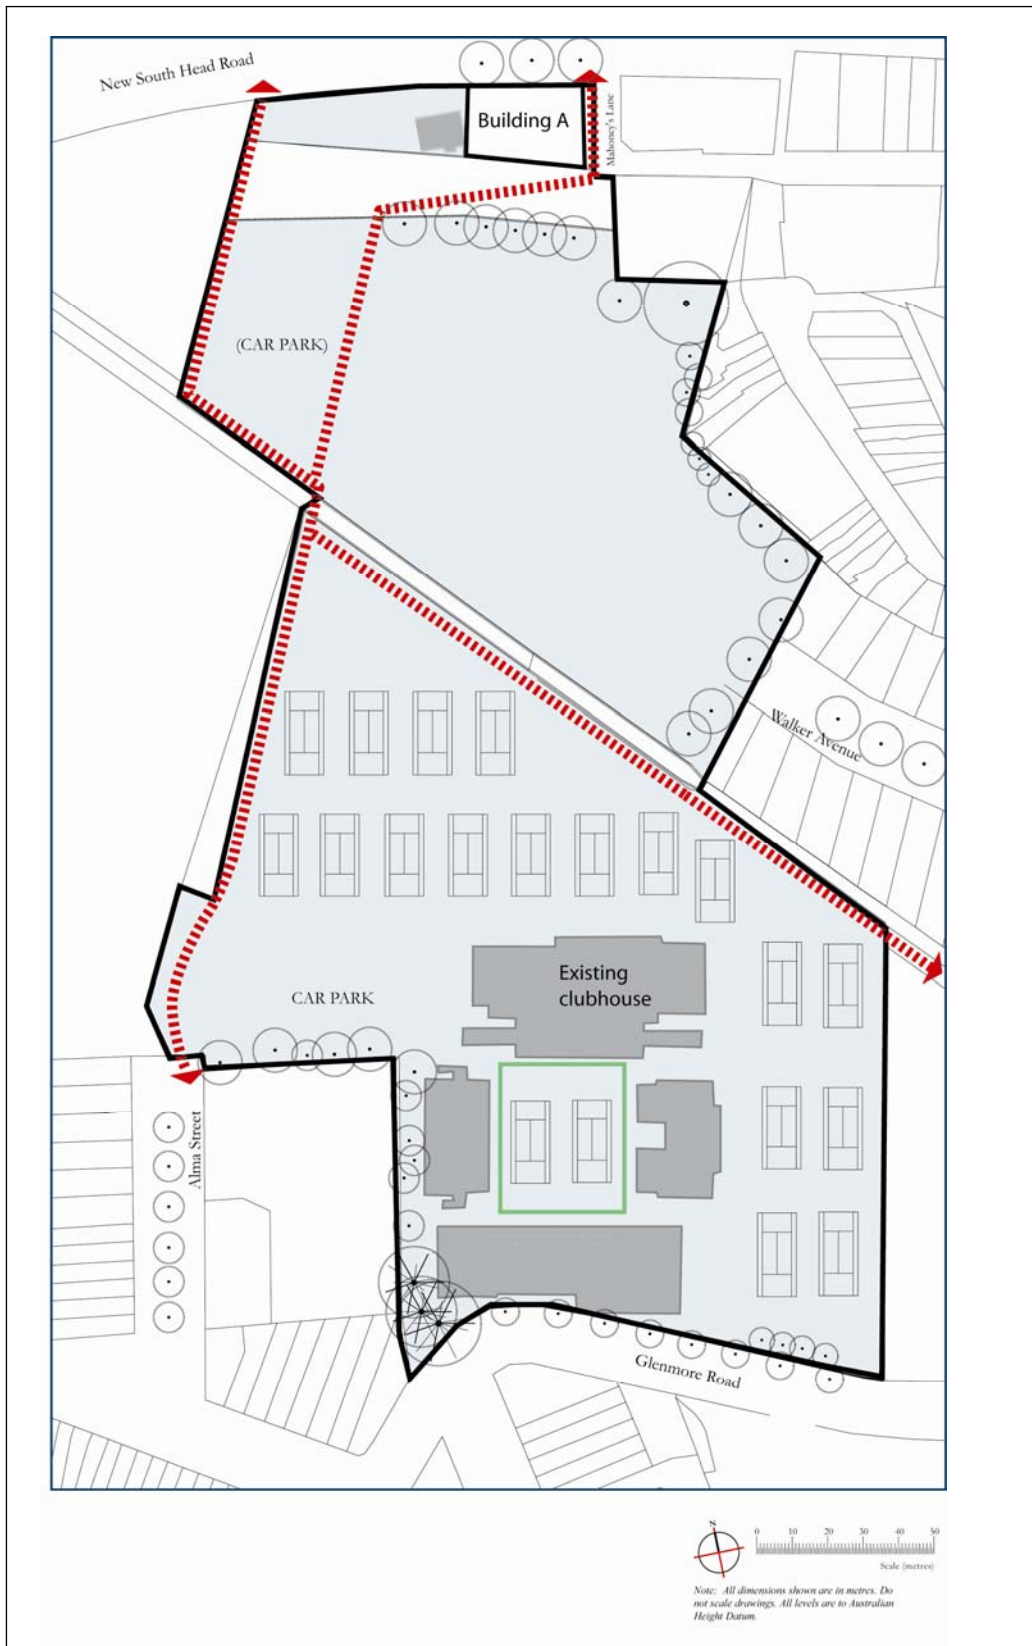 New South Head Road
Building A
Mahoney's Lane
(CAR PARK)
Walker Avenue
Existing
clubhouse
CAR PARK
Alma Street
Glenmore Road
N
0 10 20 30 40 50
Scale (metres)
Note: All dimensions shown are in metres. Do
not scale drawings. All levels are to Australian
Height Datum.